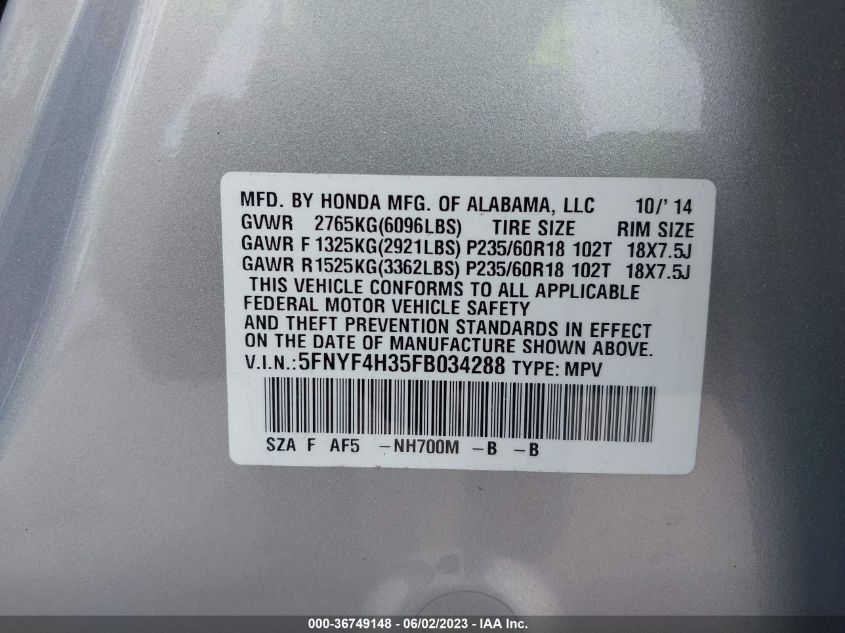 MFD. BY HONDA MFG. OF ALABAMA, LLC 10/' 14
GVWR 2765KG(6096LBS) TIRE SIZE RIM SIZE
GAWR F 1325KG(2921LBS) P235/60R18 102T 18X7.5J
GAWR R1525KG(3362LBS) P235/60R18 102T 18X7.5J
THIS VEHICLE CONFORMS TO ALL APPLICABLE
FEDERAL MOTOR VEHICLE SAFETY
AND THEFT PREVENTION STANDARDS IN EFFECT
ON THE DATE OF MANUFACTURE SHOWN ABOVE.
V.I.N.:5FNYF4H35FB034288 TYPE: MPV
SZA F AF5 -NH700M -B -B
000-36749148 - 06/02/2023 - IAA Inc.